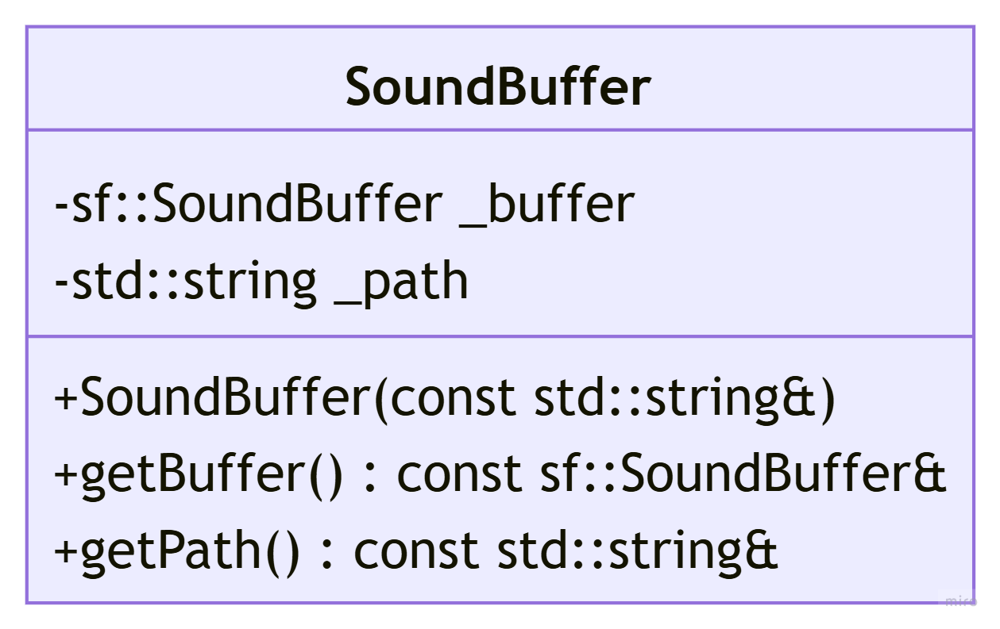 SoundBuffer
-sf::SoundBuffer _buffer
-std::string _path
+SoundBuffer(const std::string&)
+getBuffer() : const sf::SoundBuffer&
+getPath() : const std::string&
miro